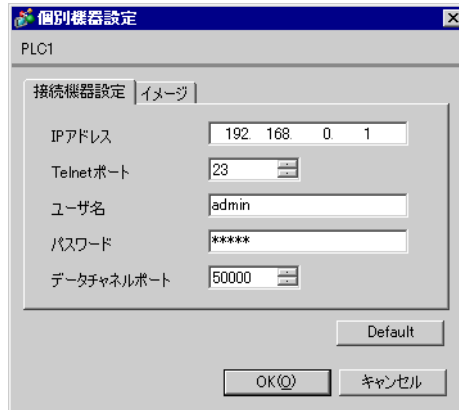 個別機器設定
PLC1
接続機器設定 イメージ
IPアドレス 192. 168. 0. 1
Telnetポート 23
ユーザ名 admin
パスワード *****
データチャネルポート 50000
Default
OK(O) キャンセル